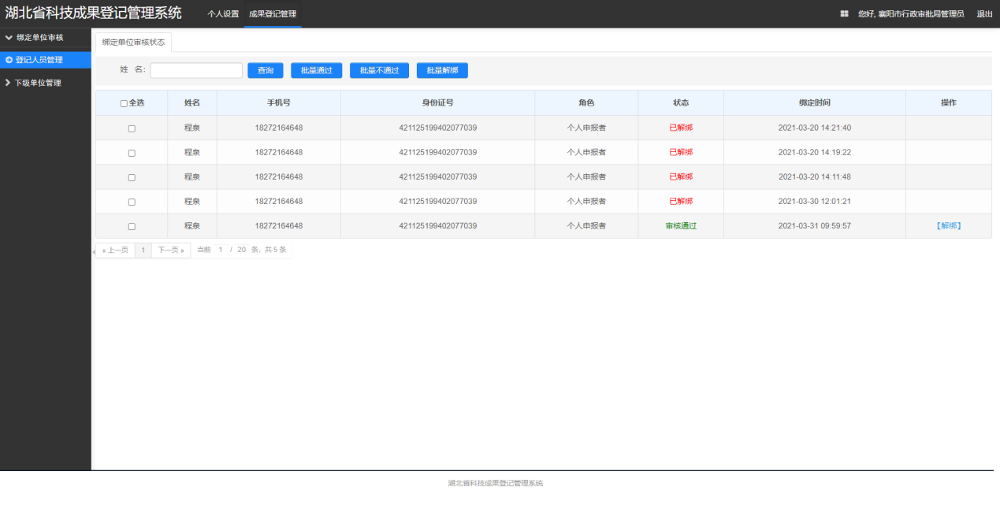 湖北省科技成果登记管理系统 个人设置 成果登记管理 您好, 襄阳市行政审批局管理员 退出
绑定单位审核
登记人员管理
下级单位管理
绑定单位审核状态
姓 名： 查询 批量通过 批量不通过 批量解绑
全选 姓名 手机号 身份证号 角色 状态 绑定时间 操作
程泉 18272164648 421125199402077039 个人申报者 已解绑 2021-03-20 14:21:40
程泉 18272164648 421125199402077039 个人申报者 已解绑 2021-03-20 14:19:22
程泉 18272164648 421125199402077039 个人申报者 已解绑 2021-03-20 14:11:48
程泉 18272164648 421125199402077039 个人申报者 已解绑 2021-03-30 12:01:21
程泉 18272164648 421125199402077039 个人申报者 审核通过 2021-03-31 09:59:57 【解绑】
« 上一页 1 下一页 » 当前 1 / 20 条, 共 5 条
湖北省科技成果登记管理系统